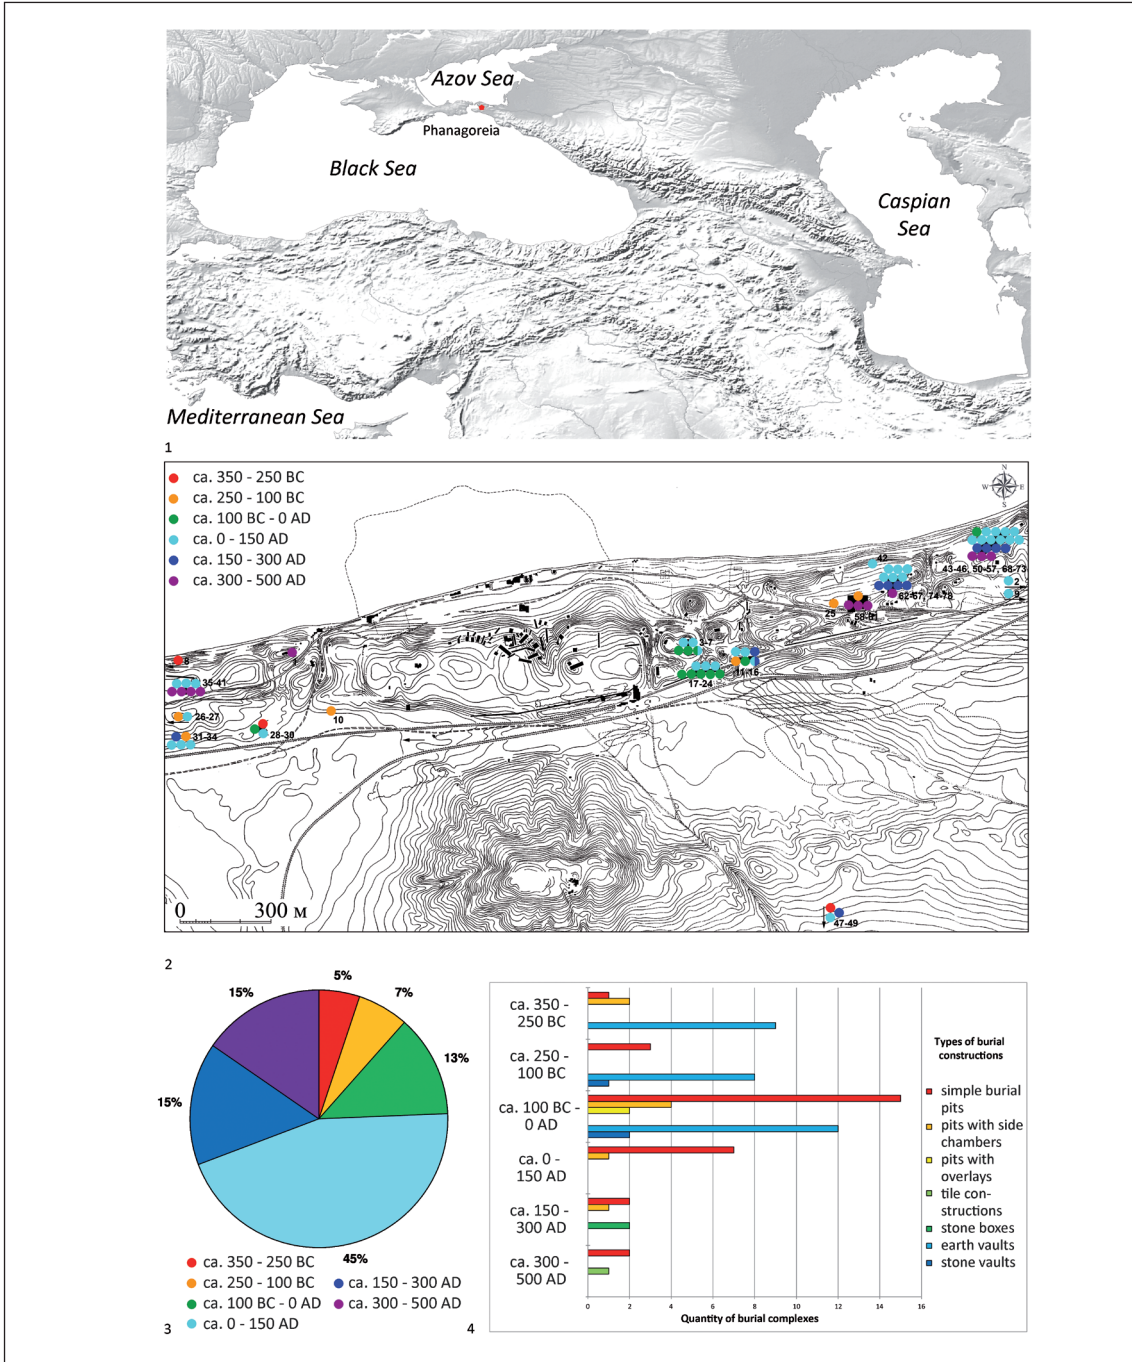 Azov Sea
Phanagoreia
Black Sea
Caspian
Sea
Mediterranean Sea
1
ca. 350 - 250 BC
ca. 250 - 100 BC
ca. 100 BC - 0 AD
ca. 0 - 150 AD
ca. 150 - 300 AD
ca. 300 - 500 AD
N
W E
S
42
43-46, 50-57, 68-73
2
9
62-67, 74-78
25
3-7
11-16
17-24
8
35-41
26-27
10
28-30
31-34
0 300 м
47-49
2
5%
7%
13%
45%
15%
15%
ca. 350 - 250 BC
ca. 250 - 100 BC
ca. 100 BC - 0 AD
ca. 0 - 150 AD
ca. 150 - 300 AD
ca. 300 - 500 AD
3
ca. 350 -
250 BC
ca. 250 -
100 BC
ca. 100 BC -
0 AD
ca. 0 -
150 AD
ca. 150 -
300 AD
ca. 300 -
500 AD
0 2 4 6 8 10 12 14 16
Quantity of burial complexes
Types of burial
constructions
simple burial
pits
pits with side
chambers
pits with
overlays
tile con-
structions
stone boxes
earth vaults
stone vaults
4